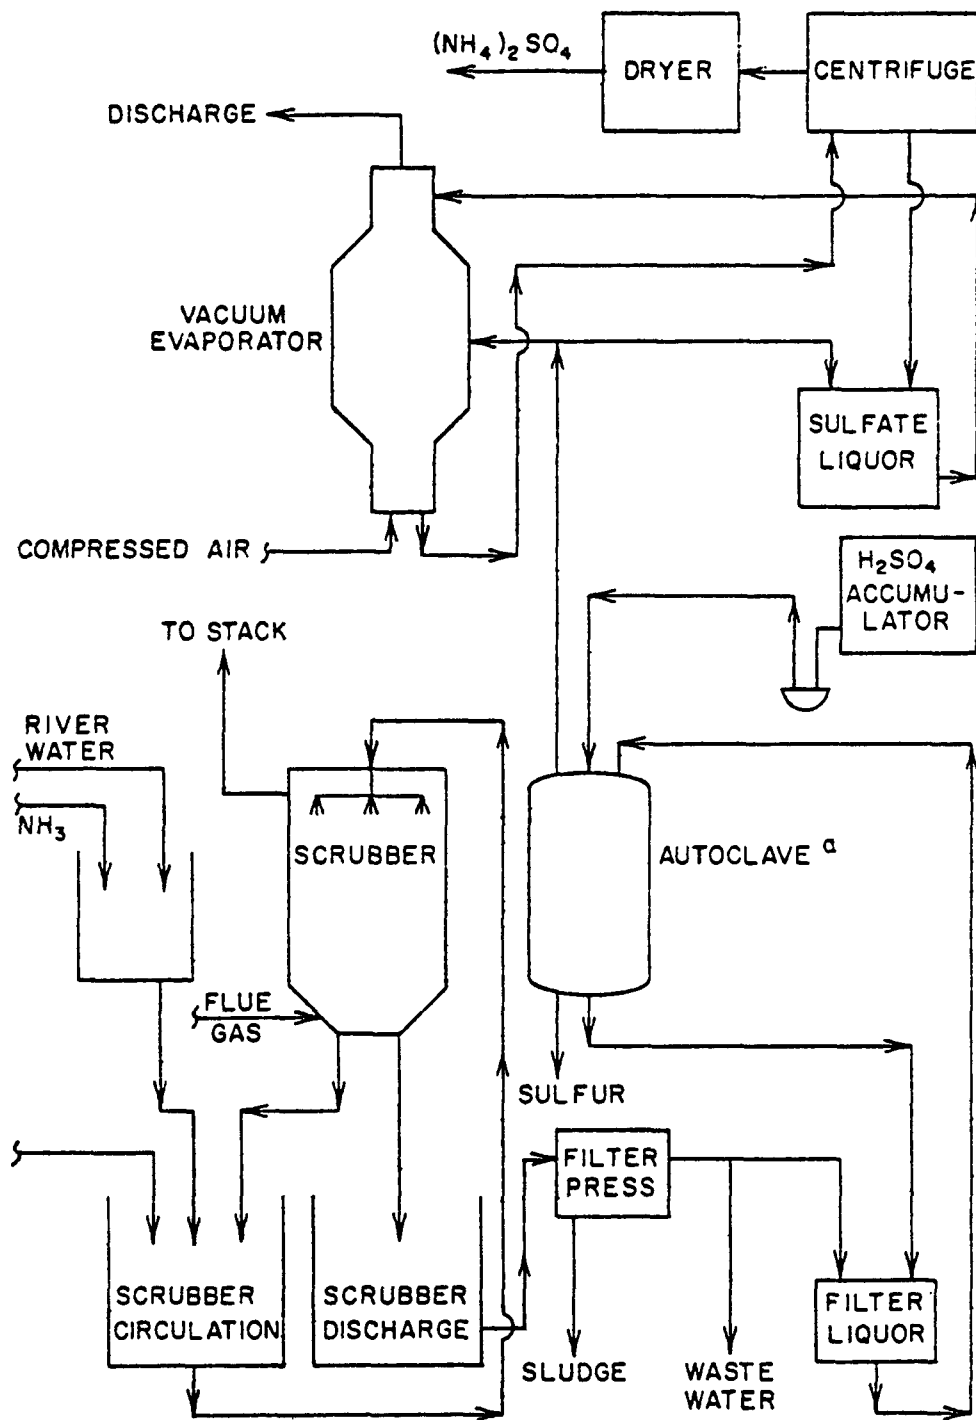 (NH₄)₂SO₄
DRYER
CENTRIFUGE
DISCHARGE
VACUUM
EVAPORATOR
SULFATE
LIQUOR
COMPRESSED AIR
H₂SO₄
ACCUMU-
LATOR
TO STACK
RIVER
WATER
NH₃
SCRUBBER
AUTOCLAVE a
FLUE
GAS
SULFUR
FILTER
PRESS
SCRUBBER
CIRCULATION
SCRUBBER
DISCHARGE
FILTER
LIQUOR
SLUDGE
WASTE
WATER